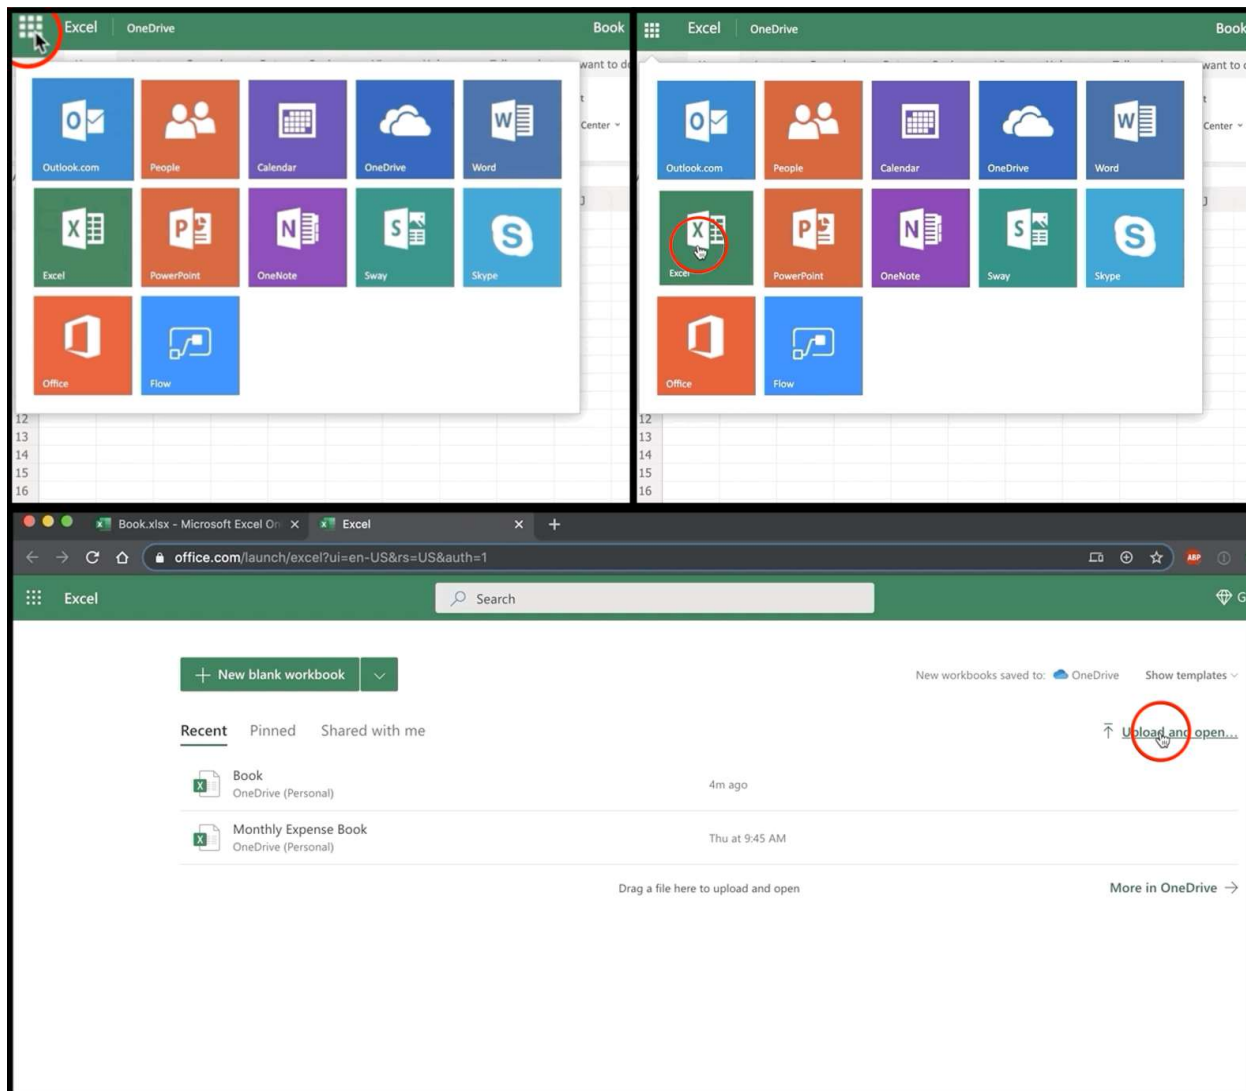 Excel OneDrive Book
want to do
Center
Outlook.com People Calendar OneDrive Word
Excel PowerPoint OneNote Sway Skype
Office Flow
12
13
14
15
16
Excel OneDrive Book
want to
Center
J
Outlook.com People Calendar OneDrive Word
Excel PowerPoint OneNote Sway Skype
Office Flow
12
13
14
15
16
Book.xlsx - Microsoft Excel On Excel
office.com/launch/excel?ui=en-US&rs=US&auth=1 ABP
Excel Search G
New blank workbook New workbooks saved to: OneDrive Show templates
Recent Pinned Shared with me Upload and open...
Book
OneDrive (Personal) 4m ago
Monthly Expense Book
OneDrive (Personal) Thu at 9:45 AM
Drag a file here to upload and open More in OneDrive